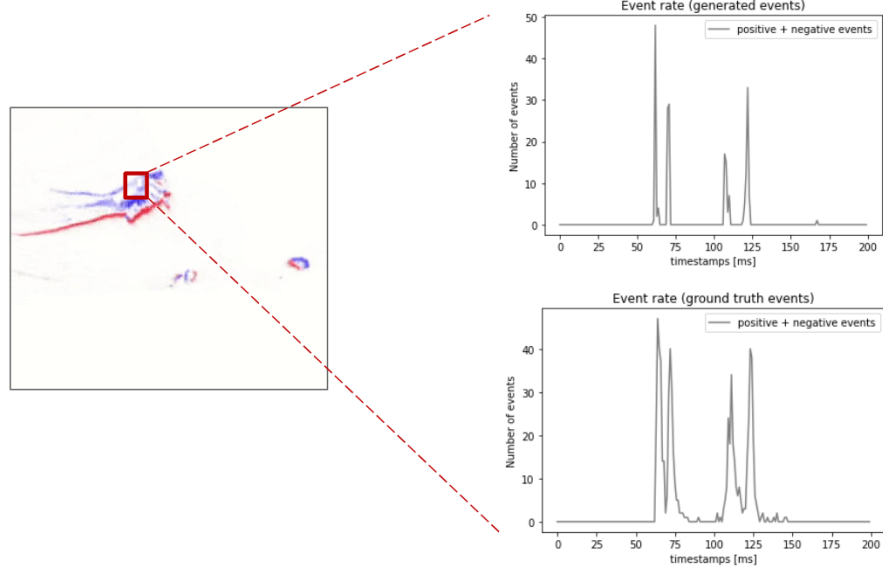 Event rate (generated events)
50
40
30
20
10
0
Number of events
positive + negative events
0 25 50 75 100 125 150 175 200
timestamps [ms]
Event rate (ground truth events)
40
30
20
10
0
Number of events
positive + negative events
0 25 50 75 100 125 150 175 200
timestamps [ms]